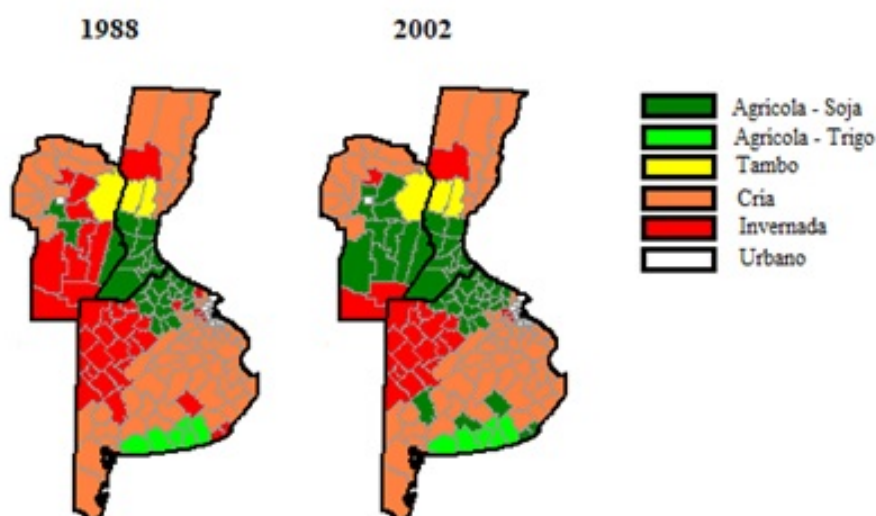 1988
2002
Agrícola - Soja
Agrícola - Trigo
Tambo
Cría
Invernada
Urbano